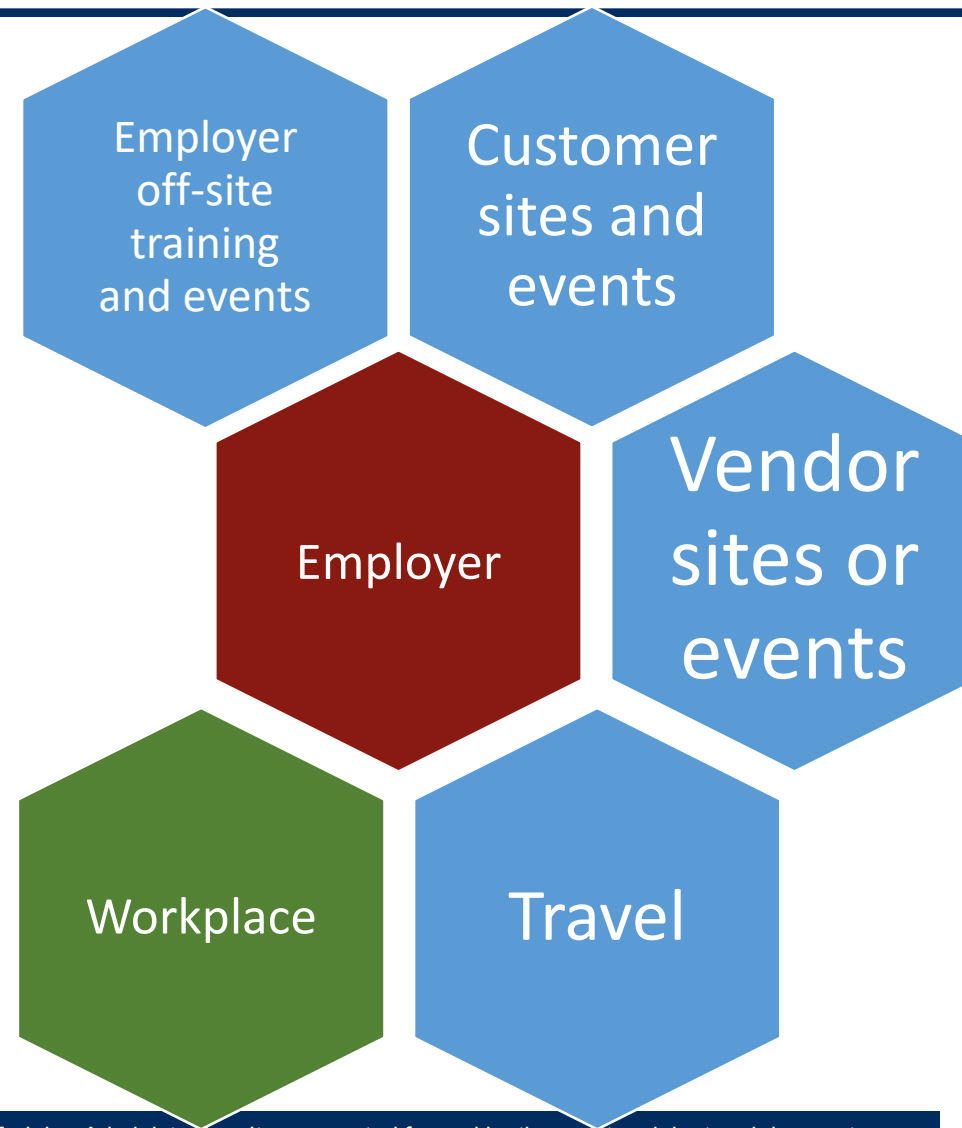 Employer
off-site
training
and events
Customer
sites and
events
Employer
Vendor
sites or
events
Workplace
Travel